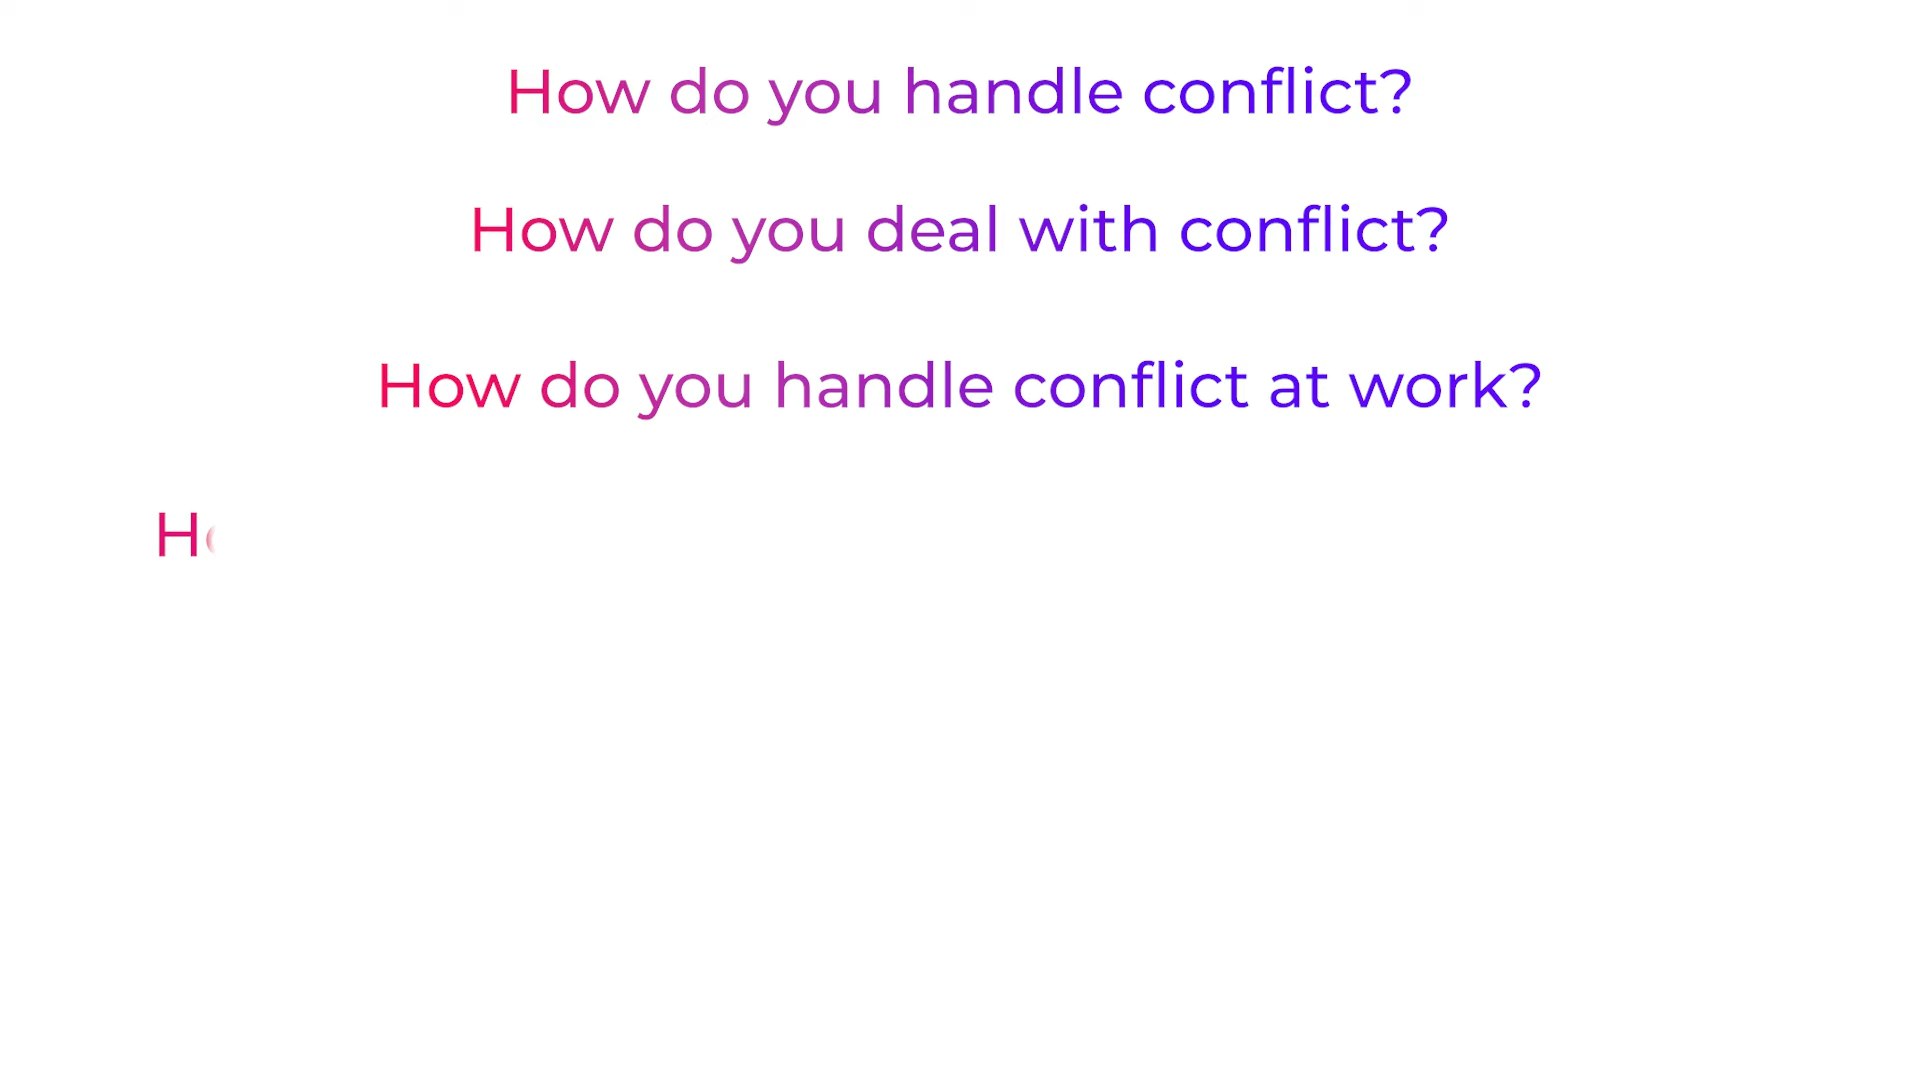 How do you handle conflict?
How do you deal with conflict?
How do you handle conflict at work?
H